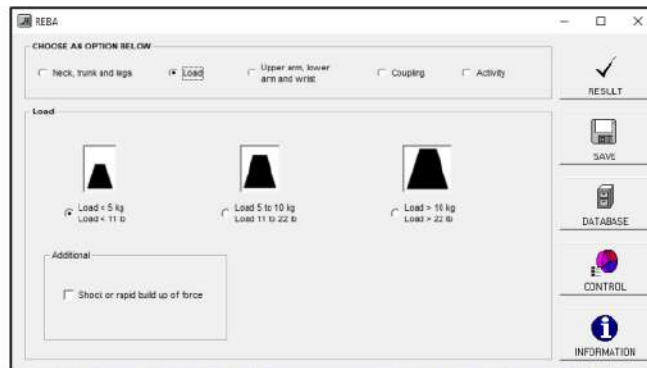 REBA
CHOOSE AS OPTION BELOW
Neck, trunk and legs
Load
Upper arm, lower
arm and wrist
Coupling
Activity
RESULT
Load
SAVE
Load < 5 kg
Load < 11 lb
Load 5 to 10 kg
Load 11 to 22 lb
Load > 10 kg
Load > 22 lb
DATABASE
Additional
Shock or rapid build up of force
CONTROL
INFORMATION